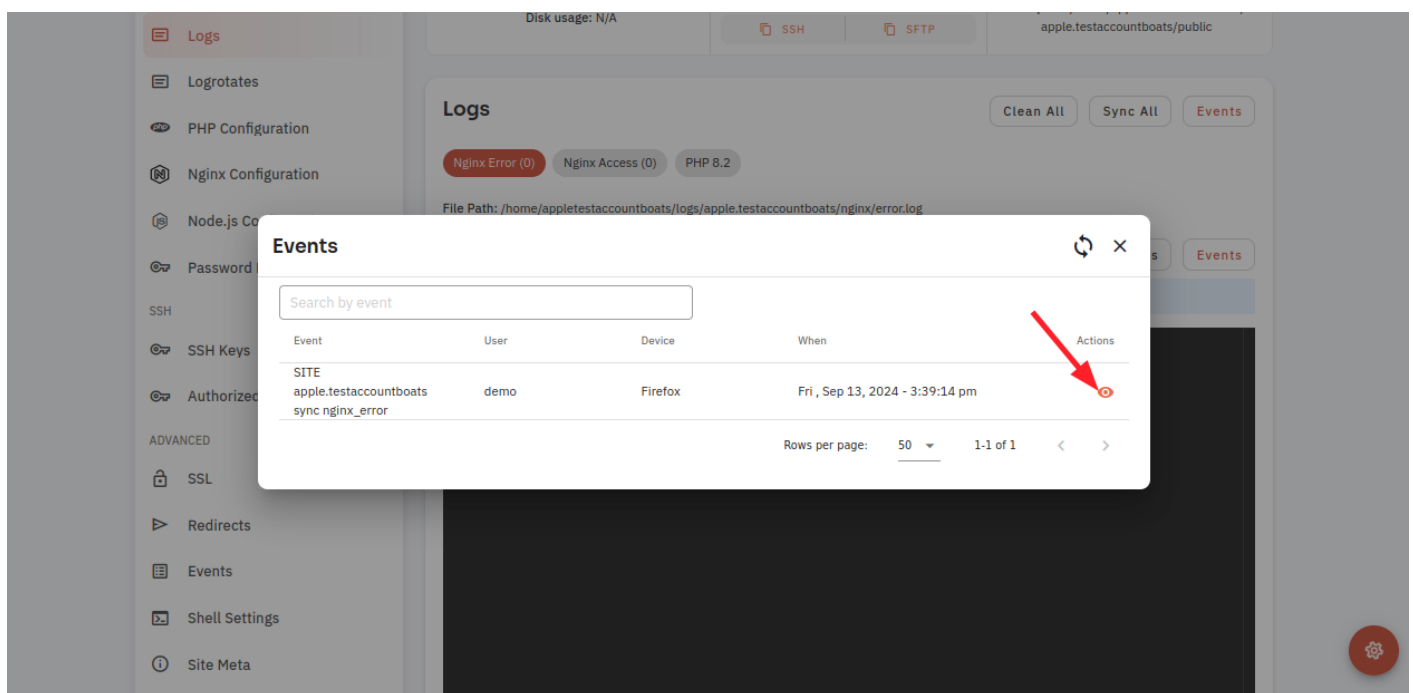 Disk usage: N/A
SSH
SFTP
apple.testaccountboats/public
Logs
Logrotates
PHP Configuration
Nginx Configuration
Node.js Co
Password
SSH
SSH Keys
Authorized
ADVANCED
SSL
Redirects
Events
Shell Settings
Site Meta
Logs
Clean All
Sync All
Events
Nginx Error (0)
Nginx Access (0)
PHP 8.2
File Path: /home/appletestaccountboats/logs/apple.testaccountboats/nginx/error.log
s
Events
Events
Search by event
Event User Device When Actions
SITE
apple.testaccountboats demo Firefox Fri , Sep 13, 2024 - 3:39:14 pm
sync nginx_error
Rows per page: 50 1-1 of 1